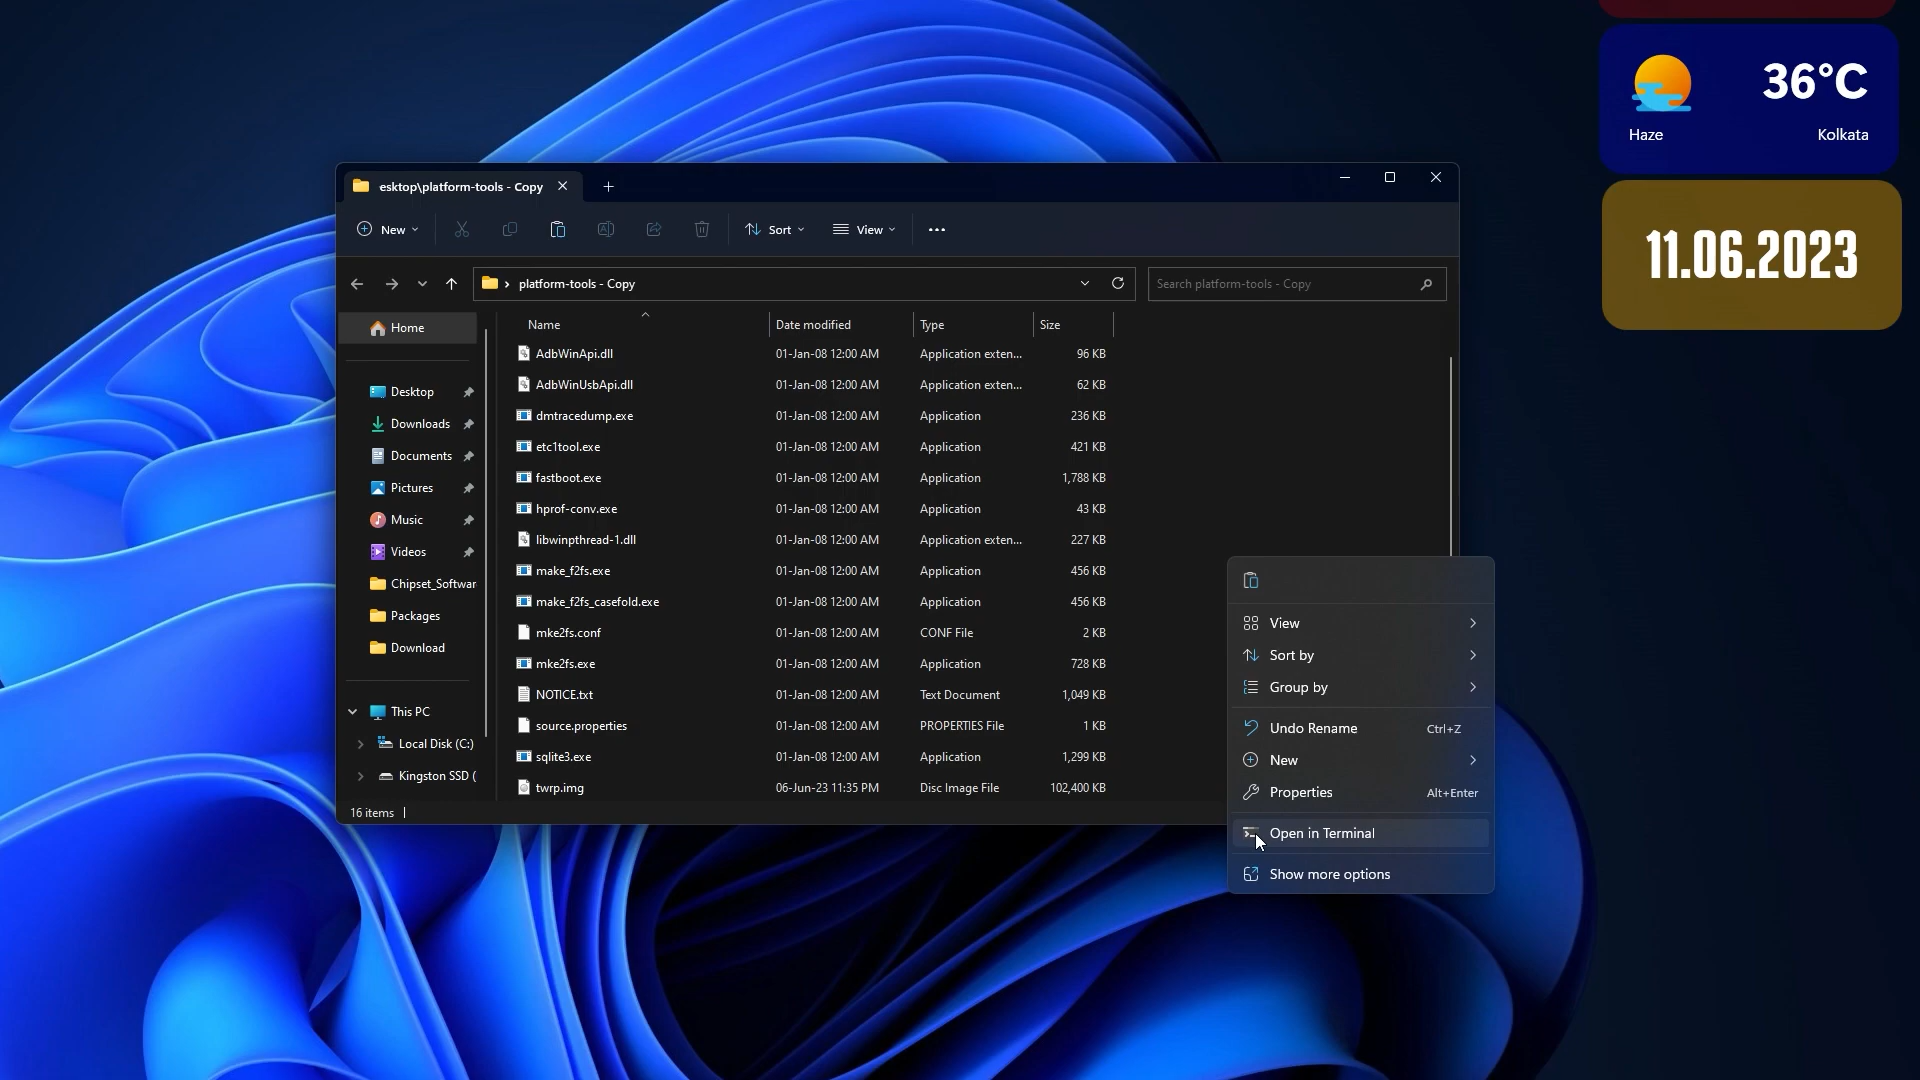 36°C
Haze
Kolkata
11.06.2023
esktop\platform-tools - Copy
New
Sort
View
platform-tools - Copy
Search platform-tools - Copy
Home
Desktop
Downloads
Documents
Pictures
Music
Videos
Chipset_Softwar
Packages
Download
This PC
Local Disk (C:)
Kingston SSD (
Name Date modified Type Size
AdbWinApi.dll 01-Jan-08 12:00 AM Application exten... 96 KB
AdbWinUsbApi.dll 01-Jan-08 12:00 AM Application exten... 62 KB
dmtracedump.exe 01-Jan-08 12:00 AM Application 236 KB
etc1tool.exe 01-Jan-08 12:00 AM Application 421 KB
fastboot.exe 01-Jan-08 12:00 AM Application 1,788 KB
hprof-conv.exe 01-Jan-08 12:00 AM Application 43 KB
libwinpthread-1.dll 01-Jan-08 12:00 AM Application exten... 227 KB
make_f2fs.exe 01-Jan-08 12:00 AM Application 456 KB
make_f2fs_casefold.exe 01-Jan-08 12:00 AM Application 456 KB
mke2fs.conf 01-Jan-08 12:00 AM CONF File 2 KB
mke2fs.exe 01-Jan-08 12:00 AM Application 728 KB
NOTICE.txt 01-Jan-08 12:00 AM Text Document 1,049 KB
source.properties 01-Jan-08 12:00 AM PROPERTIES File 1 KB
sqlite3.exe 01-Jan-08 12:00 AM Application 1,299 KB
twrp.img 06-Jun-23 11:35 PM Disc Image File 102,400 KB
16 items
View
Sort by
Group by
Undo Rename Ctrl+Z
New
Properties Alt+Enter
Open in Terminal
Show more options